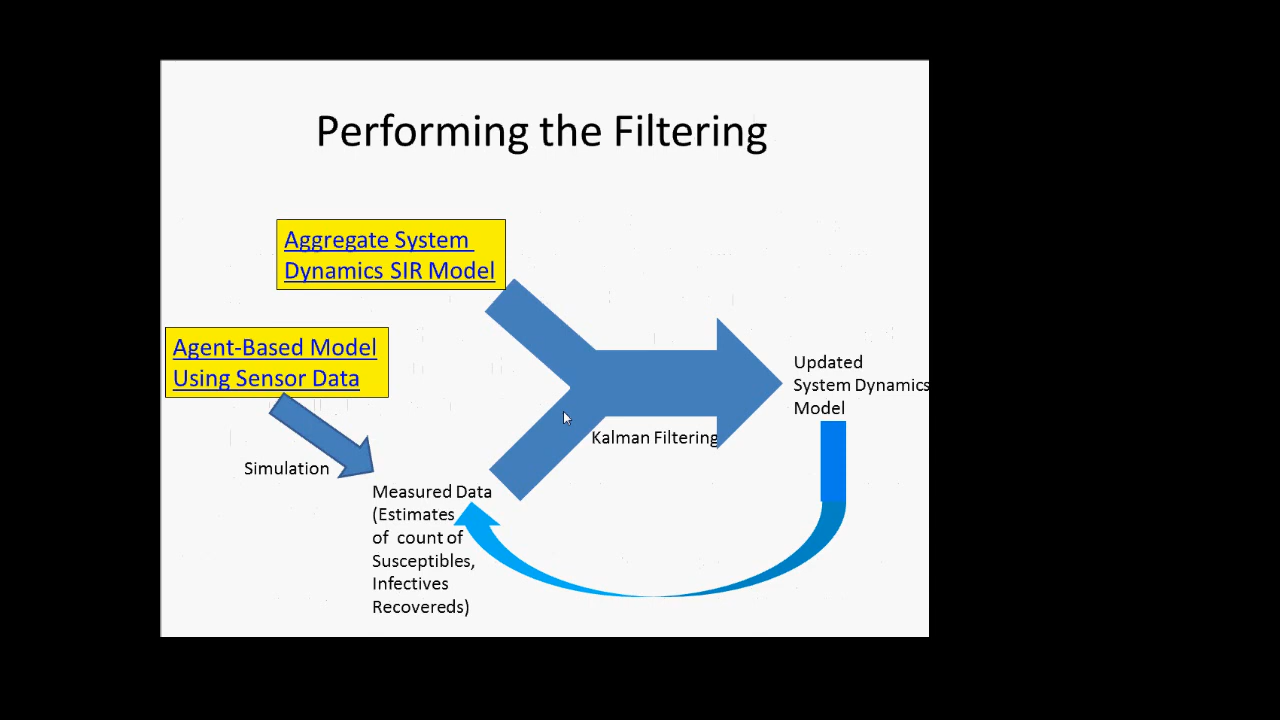 Performing the Filtering
Aggregate System
Dynamics SIR Model
Agent-Based Model
Using Sensor Data
Simulation
Measured Data
(Estimates
of count of
Susceptibles,
Infectives
Recovereds)
Kalman Filtering
Updated
System Dynamics
Model